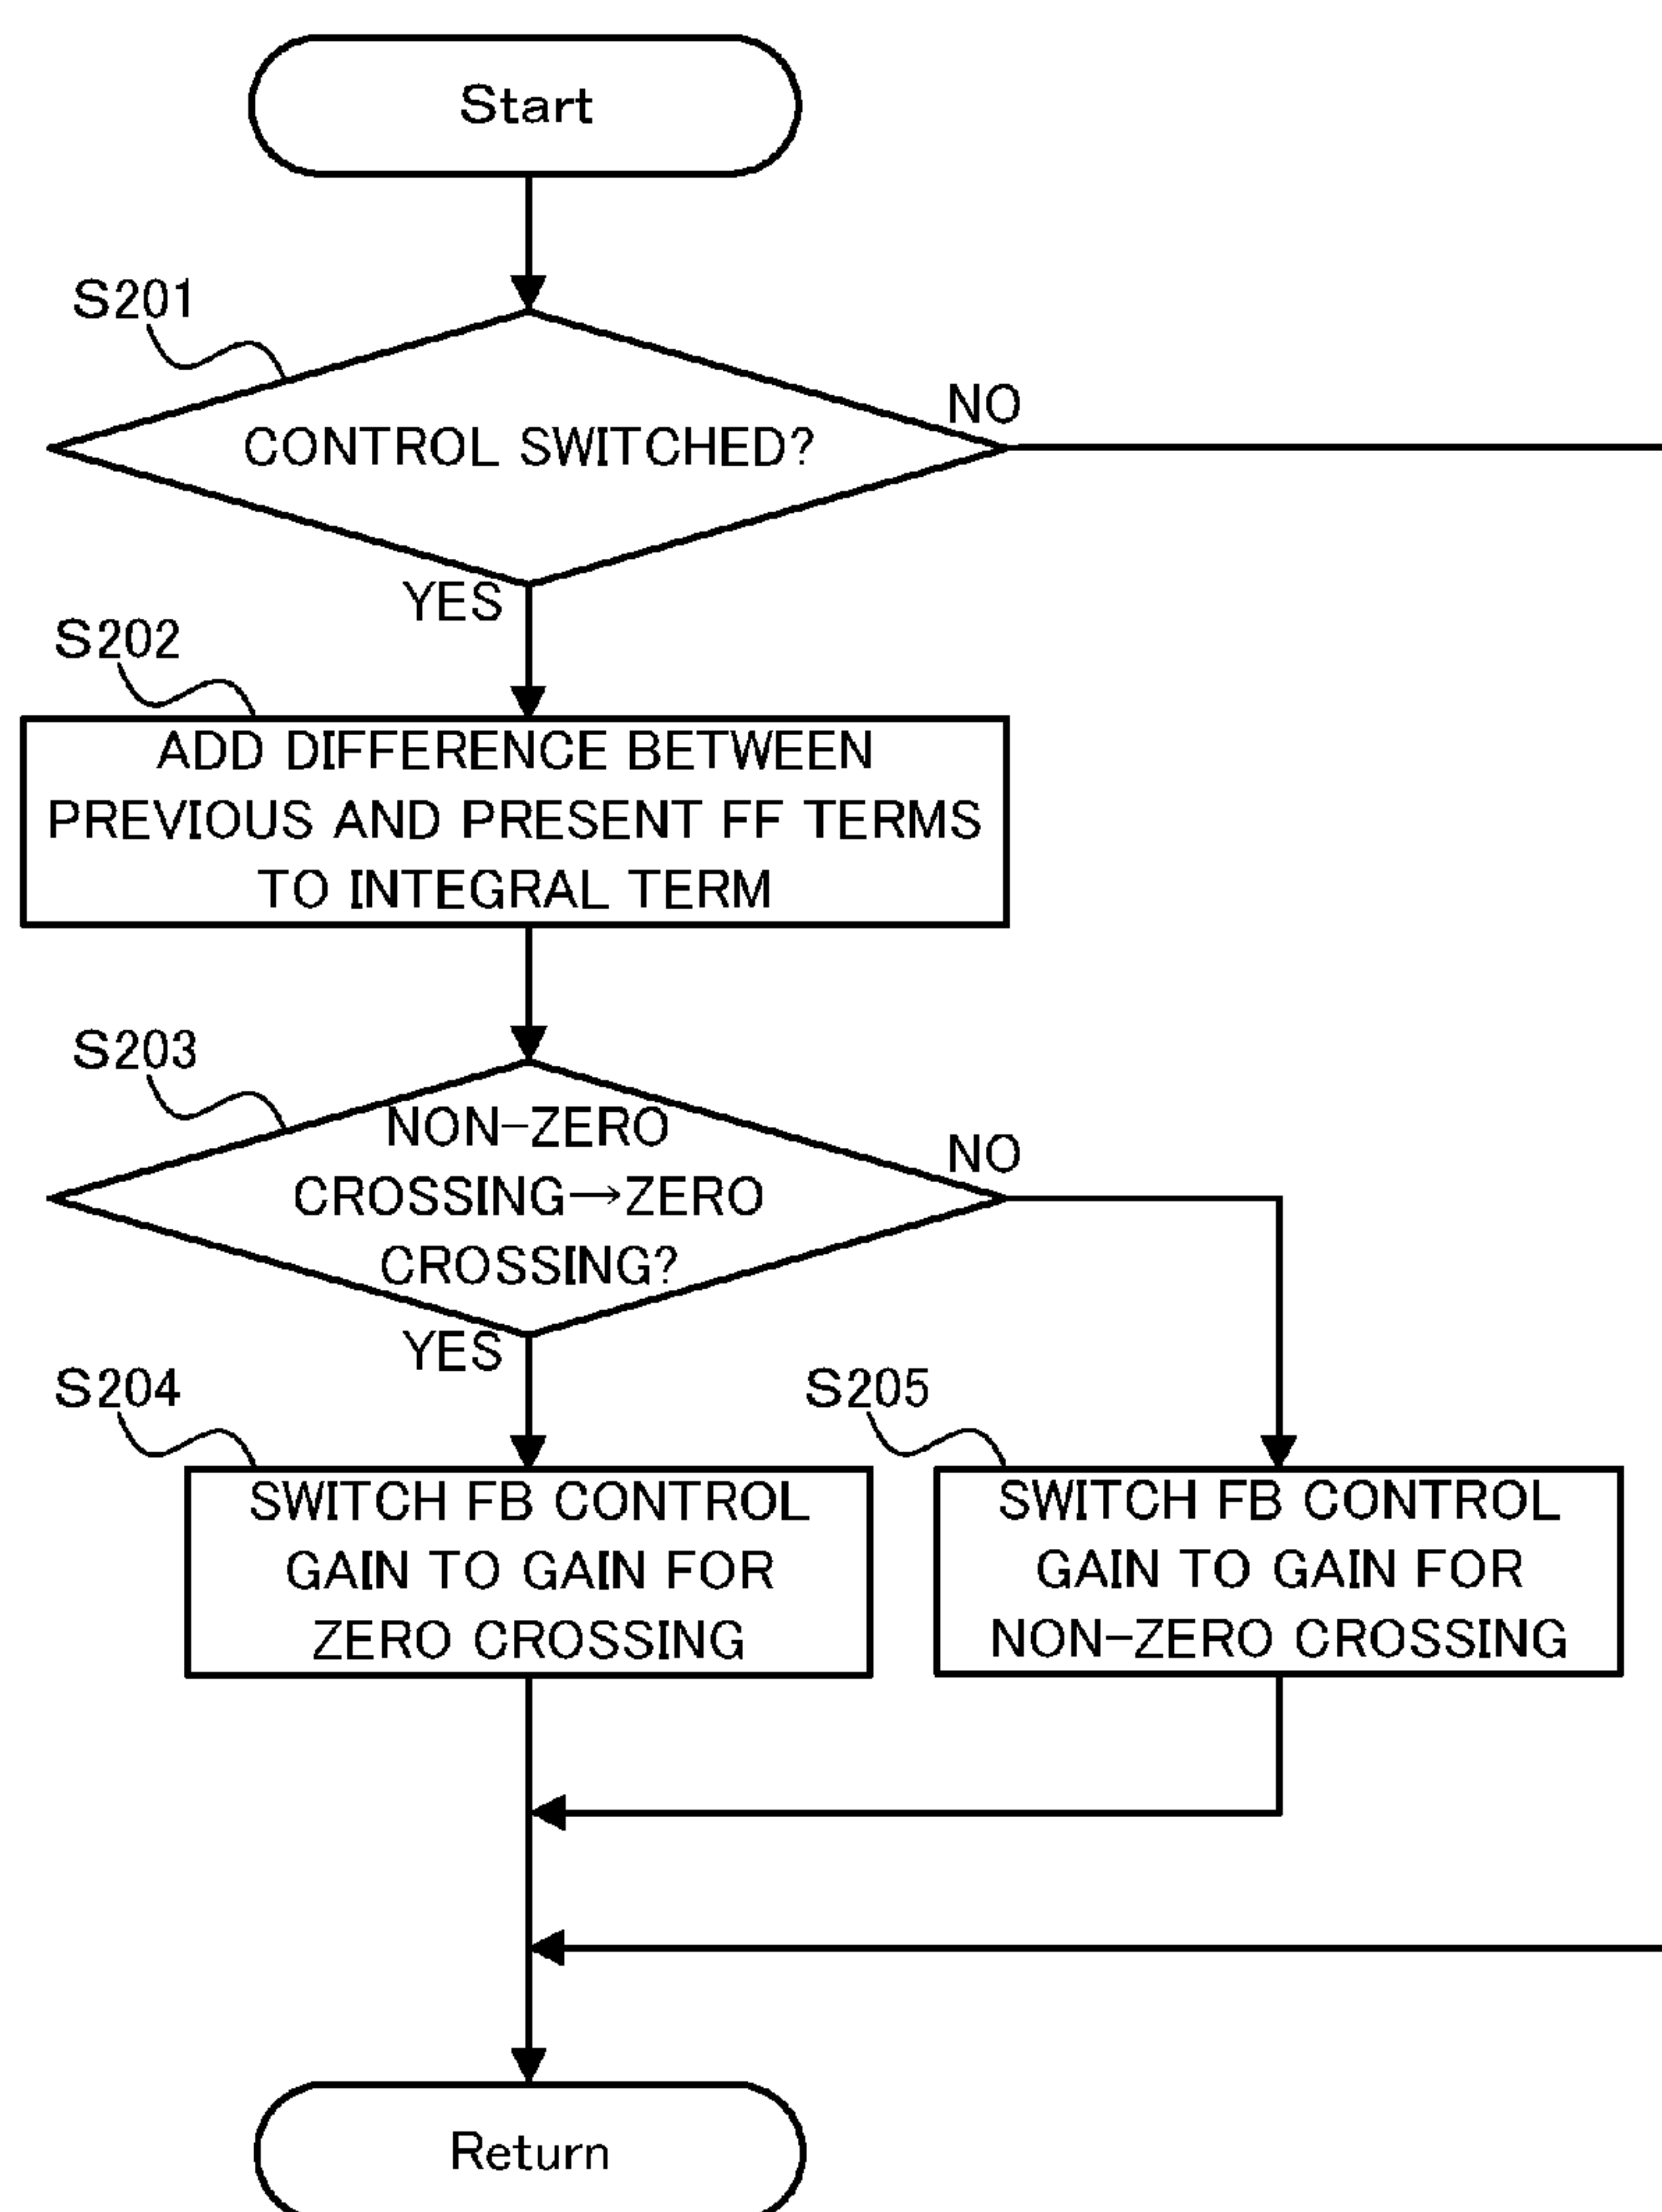 Start
S201
NO
CONTROL SWITCHED?
YES
S202
ADD DIFFERENCE BETWEEN
PREVIOUS AND PRESENT FF TERMS
TO INTEGRAL TERM
S203
NON-ZERO
CROSSING→ZERO
CROSSING?
NO
YES
S204
SWITCH FB CONTROL
GAIN TO GAIN FOR
ZERO CROSSING
S205
SWITCH FB CONTROL
GAIN TO GAIN FOR
NON-ZERO CROSSING
Return